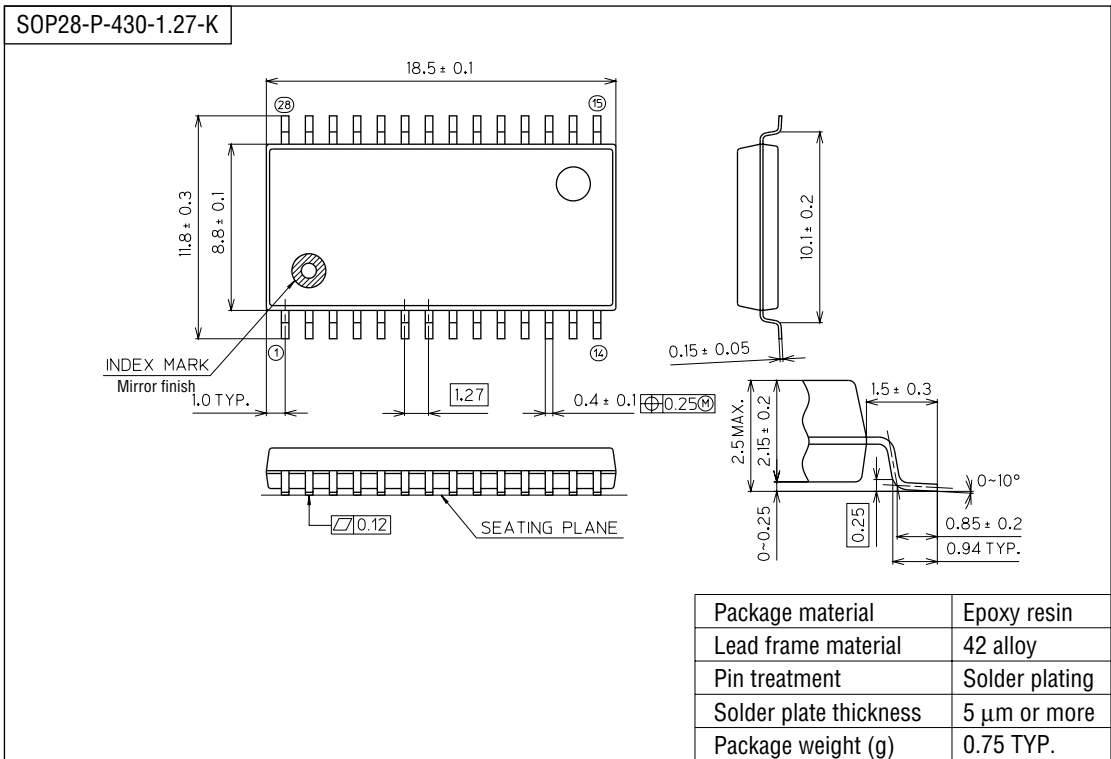 SOP28-P-430-1.27-K
18.5 ± 0.1
28
15
11.8 ± 0.3
8.8 ± 0.1
10.1 ± 0.2
1
14
INDEX MARK
Mirror finish
0.15 ± 0.05
1.0 TYP.
1.27
0.4 ± 0.1
⌖0.25Ⓜ
2.5 MAX.
2.15 ± 0.2
1.5 ± 0.3
0~10°
0.12
SEATING PLANE
0~0.25
0.25
0.85 ± 0.2
0.94 TYP.
Package material Epoxy resin
Lead frame material 42 alloy
Pin treatment Solder plating
Solder plate thickness 5 µm or more
Package weight (g) 0.75 TYP.